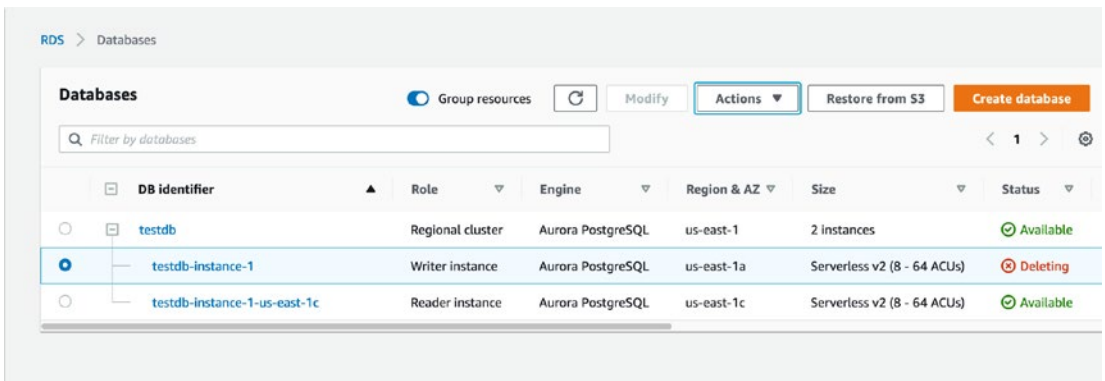 RDS > Databases
Databases Group resources Modify Actions Restore from S3 Create database
Filter by databases < 1 >
DB identifier Role Engine Region & AZ Size Status
testdb Regional cluster Aurora PostgreSQL us-east-1 2 instances Available
testdb-instance-1 Writer instance Aurora PostgreSQL us-east-1a Serverless v2 (8 - 64 ACUs) Deleting
testdb-instance-1-us-east-1c Reader instance Aurora PostgreSQL us-east-1c Serverless v2 (8 - 64 ACUs) Available